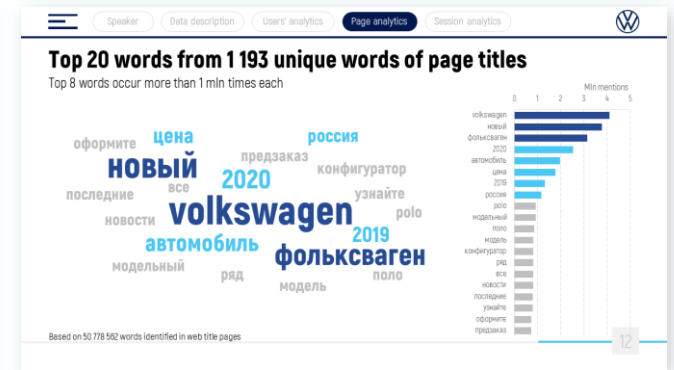 Speaker
Data description
Users' analytics
Page analytics
Session analytics
Top 20 words from 1 193 unique words of page titles
Top 8 words occur more than 1 mln times each
Mln mentions
0 1 2 3 4 5
оформите
цена
россия
предзаказ
новый
конфигуратор
все
2020
последние
узнайте
volkswagen
polo
новости
2019
автомобиль
фольксваген
модельный
ряд
поло
модель
volkswagen
новый
фольксваген
2020
автомобиль
цена
2019
россия
polo
модельный
поло
модель
конфигуратор
ряд
все
новости
последние
узнайте
оформите
предзаказ
Based on 50 778 562 words identified in web title pages
12